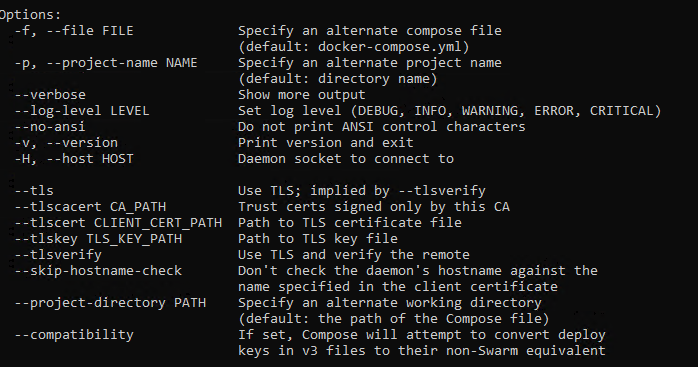 Options:
-f, --file FILE Specify an alternate compose file
(default: docker-compose.yml)
-p, --project-name NAME Specify an alternate project name
(default: directory name)
--verbose Show more output
--log-level LEVEL Set log level (DEBUG, INFO, WARNING, ERROR, CRITICAL)
--no-ansi Do not print ANSI control characters
-v, --version Print version and exit
-H, --host HOST Daemon socket to connect to
--tls Use TLS; implied by --tlsverify
--tlscacert CA_PATH Trust certs signed only by this CA
--tlscert CLIENT_CERT_PATH Path to TLS certificate file
--tlskey TLS_KEY_PATH Path to TLS key file
--tlsverify Use TLS and verify the remote
--skip-hostname-check Don't check the daemon's hostname against the
name specified in the client certificate
--project-directory PATH Specify an alternate working directory
(default: the path of the Compose file)
--compatibility If set, Compose will attempt to convert deploy
keys in v3 files to their non-Swarm equivalent